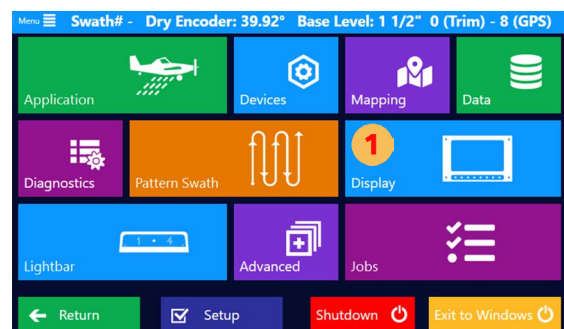 Menu Swath# - Dry Encoder: 39.92° Base Level: 1 1/2" 0 (Trim) - 8 (GPS)
Application
Devices
Mapping
Data
1
Diagnostics
Pattern Swath
Display
1 • 4
Lightbar
Advanced
Jobs
Return
Setup
Shutdown
Exit to Windows